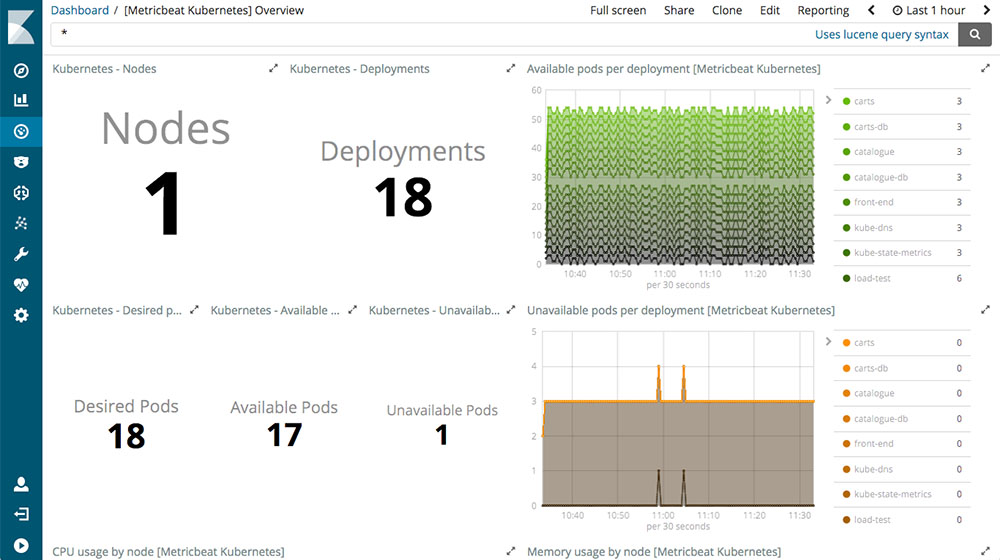 Dashboard / [Metricbeat Kubernetes] Overview
Full screen Share Clone Edit Reporting Last 1 hour
*
Uses lucene query syntax
Kubernetes - Nodes
Nodes
1
Kubernetes - Deployments
Deployments
18
Available pods per deployment [Metricbeat Kubernetes]
60
50
40
30
20
10
0
10:40 10:50 11:00 11:10 11:20 11:30
per 30 seconds
carts 3
carts-db 3
catalogue 3
catalogue-db 3
front-end 3
kube-dns 3
kube-state-metrics 3
load-test 6
Kubernetes - Desired p...
Desired Pods
18
Kubernetes - Available ...
Available Pods
17
Kubernetes - Unavailab...
Unavailable Pods
1
Unavailable pods per deployment [Metricbeat Kubernetes]
5
4
3
2
1
0
10:40 10:50 11:00 11:10 11:20 11:30
per 30 seconds
carts 0
carts-db 0
catalogue 0
catalogue-db 0
front-end 0
kube-dns 0
kube-state-metrics 0
load-test 0
CPU usage by node [Metricbeat Kubernetes]
Memory usage by node [Metricbeat Kubernetes]